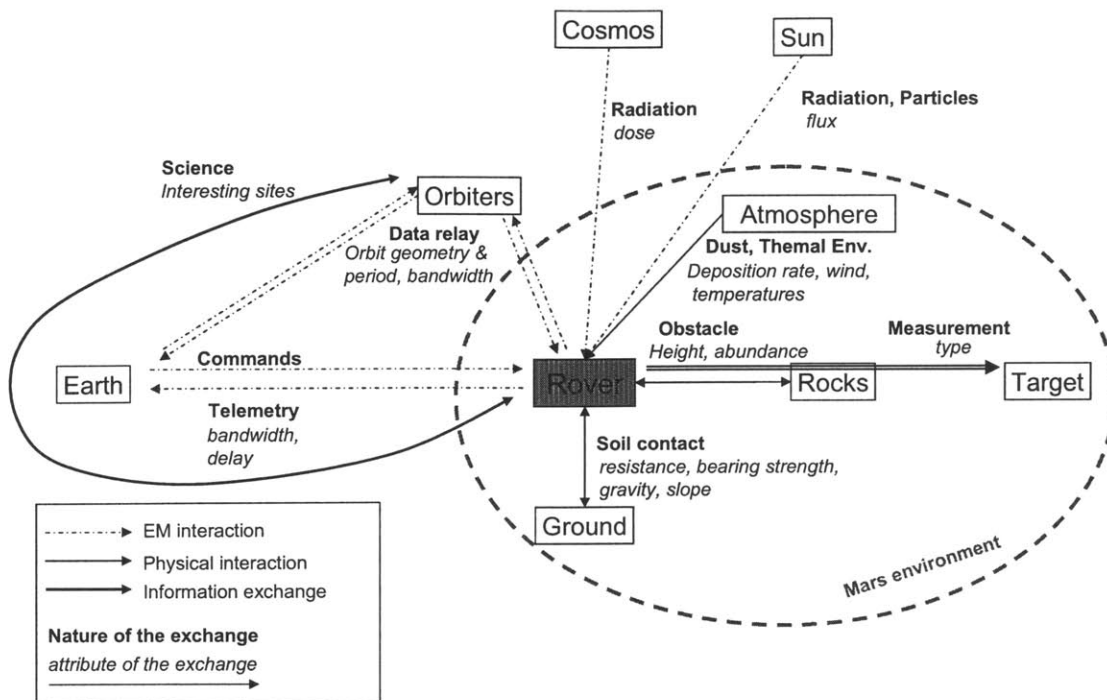 Cosmos
Sun
Radiation
dose
Radiation, Particles
flux
Science
Interesting sites
Orbiters
Data relay
Orbit geometry &
period, bandwidth
Atmosphere
Dust, Themal Env.
Deposition rate, wind,
temperatures
Obstacle
Height, abundance
Measurement
type
Commands
Earth
Rover
Rocks
Target
Telemetry
bandwidth,
delay
Soil contact
resistance, bearing strength,
gravity, slope
Ground
Mars environment
EM interaction
Physical interaction
Information exchange
Nature of the exchange
attribute of the exchange